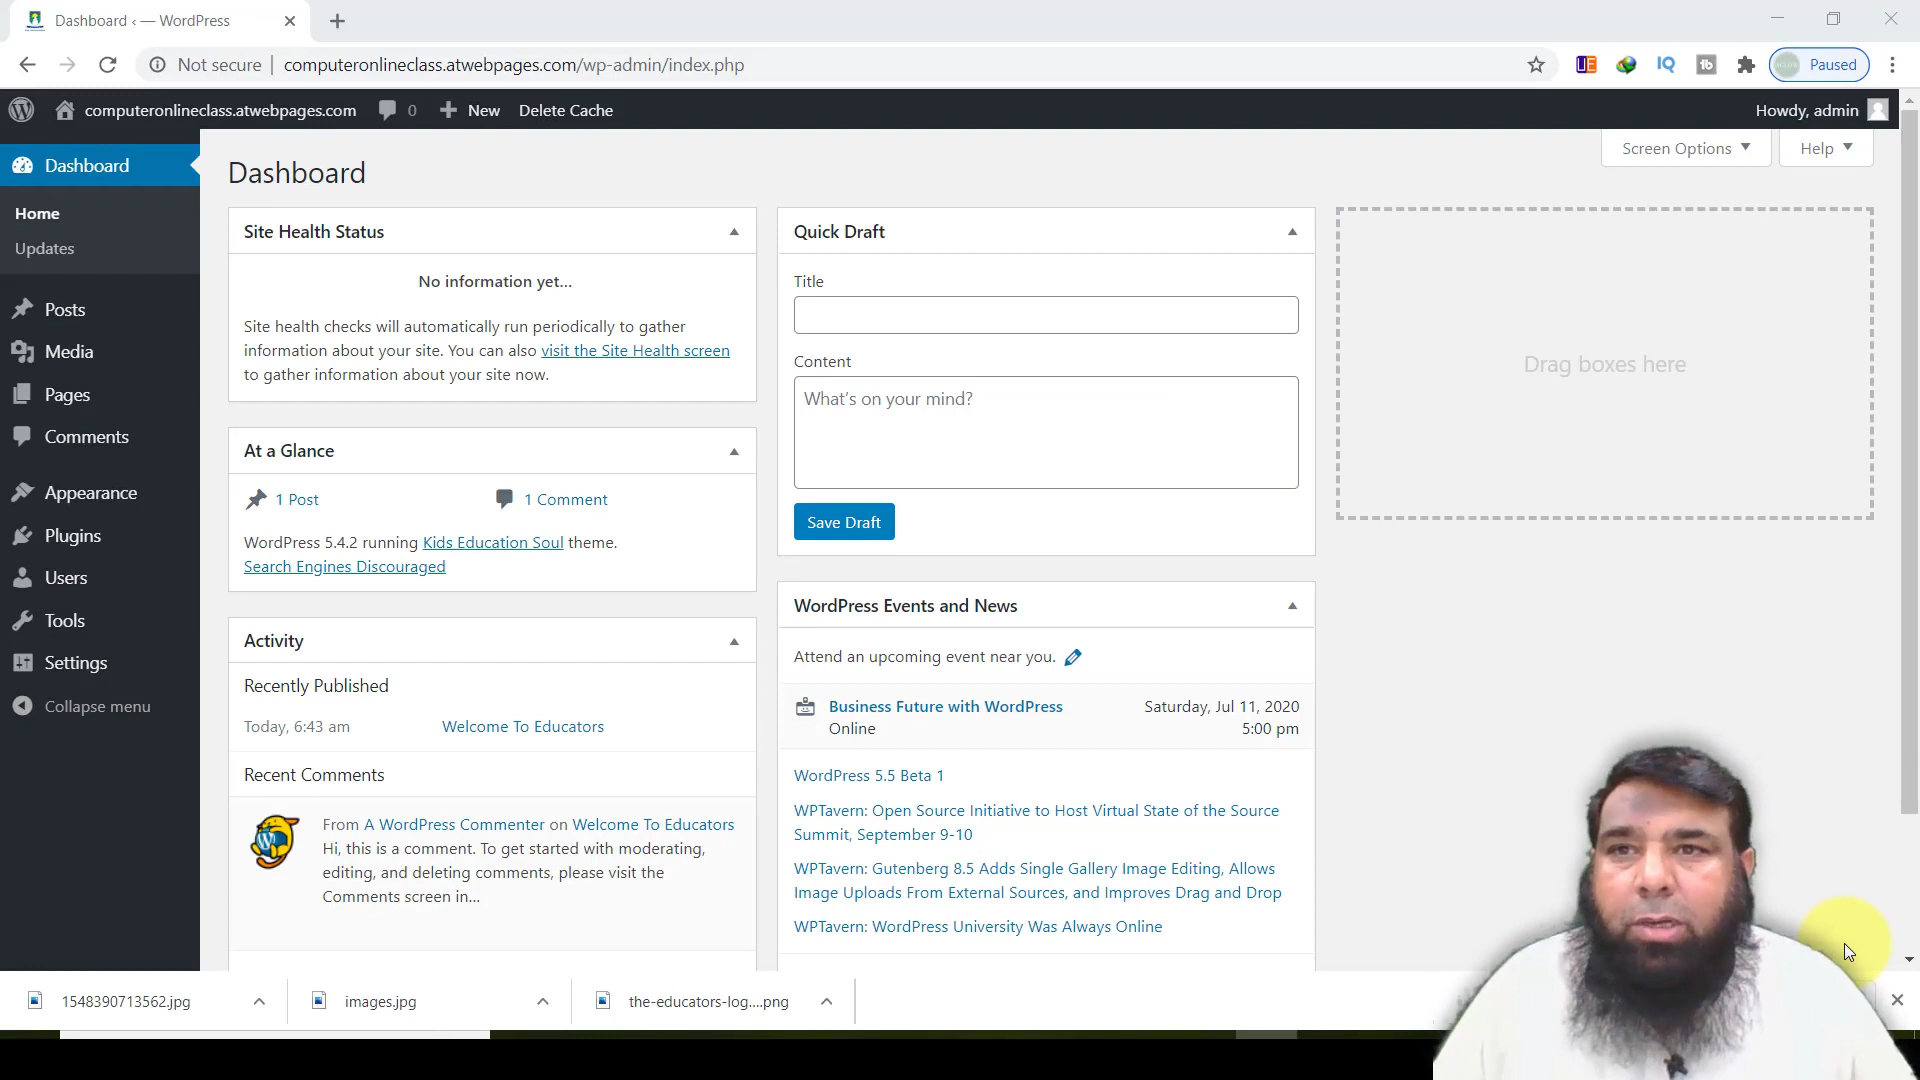 Dashboard ‹ — WordPress
Not secure
computeronlineclass.atwebpages.com/wp-admin/index.php
Paused
computeronlineclass.atwebpages.com
0
New
Delete Cache
Howdy, admin
Dashboard
Home
Updates
Posts
Media
Pages
Comments
Appearance
Plugins
Users
Tools
Settings
Collapse menu
Screen Options
Help
Dashboard
Site Health Status
No information yet...
Site health checks will automatically run periodically to gather
information about your site. You can also visit the Site Health screen
to gather information about your site now.
At a Glance
1 Post
1 Comment
WordPress 5.4.2 running Kids Education Soul theme.
Search Engines Discouraged
Activity
Recently Published
Today, 6:43 am
Welcome To Educators
Recent Comments
From A WordPress Commenter on Welcome To Educators
Hi, this is a comment. To get started with moderating,
editing, and deleting comments, please visit the
Comments screen in...
Quick Draft
Title
Content
What's on your mind?
Save Draft
WordPress Events and News
Attend an upcoming event near you.
Business Future with WordPress
Online
Saturday, Jul 11, 2020
5:00 pm
WordPress 5.5 Beta 1
WPTavern: Open Source Initiative to Host Virtual State of the Source
Summit, September 9-10
WPTavern: Gutenberg 8.5 Adds Single Gallery Image Editing, Allows
Image Uploads From External Sources, and Improves Drag and Drop
WPTavern: WordPress University Was Always Online
Drag boxes here
1548390713562.jpg
images.jpg
the-educators-log....png